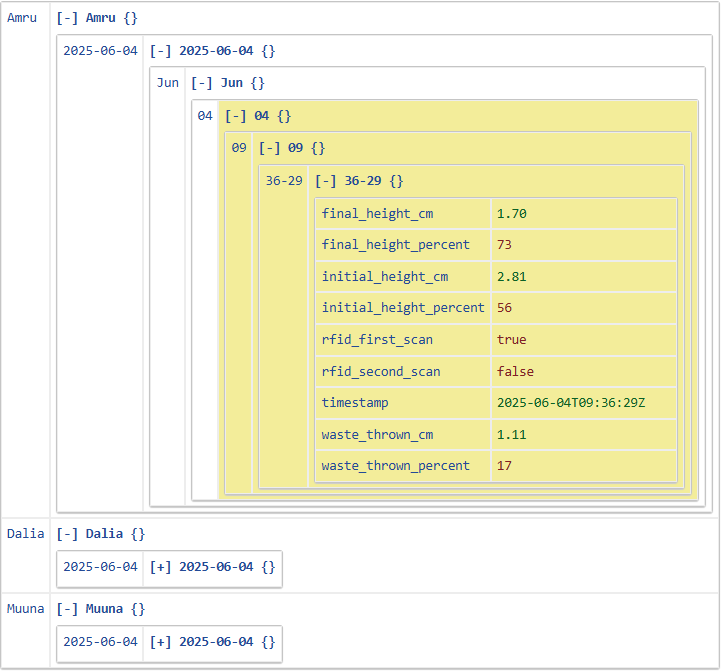 Amru [-] Amru {}
2025-06-04 [-] 2025-06-04 {}
Jun [-] Jun {}
04 [-] 04 {}
09 [-] 09 {}
36-29 [-] 36-29 {}
final_height_cm 1.70
final_height_percent 73
initial_height_cm 2.81
initial_height_percent 56
rfid_first_scan true
rfid_second_scan false
timestamp 2025-06-04T09:36:29Z
waste_thrown_cm 1.11
waste_thrown_percent 17
Dalia [-] Dalia {}
2025-06-04 [+] 2025-06-04 {}
Muuna [-] Muuna {}
2025-06-04 [+] 2025-06-04 {}